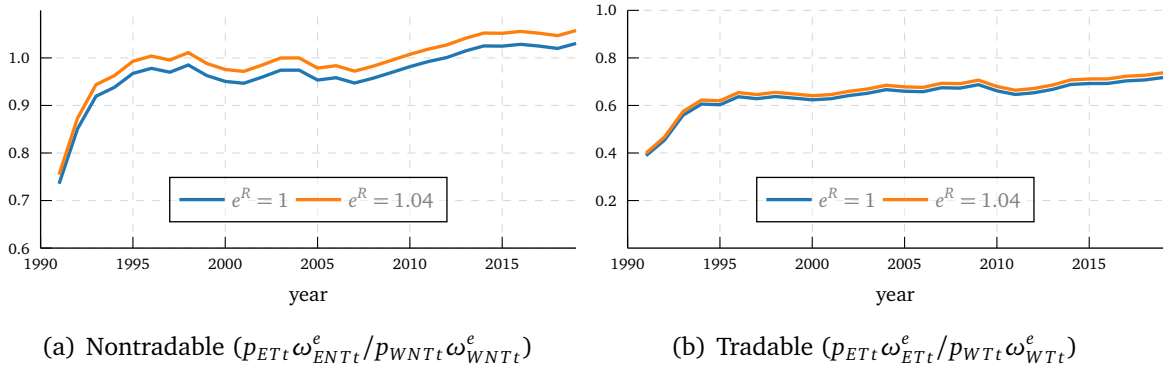 1.0
0.9
0.8
0.7
0.6
1990
1995
2000
2005
2010
2015
year
e^R = 1
e^R = 1.04
(a) Nontradable (p_{ETt} ω^e_{ENTt}/p_{WNTt} ω^e_{WNTt})
1.0
0.8
0.6
0.4
0.2
1990
1995
2000
2005
2010
2015
year
e^R = 1
e^R = 1.04
(b) Tradable (p_{ETt} ω^e_{ETt}/p_{WTt} ω^e_{WTt})